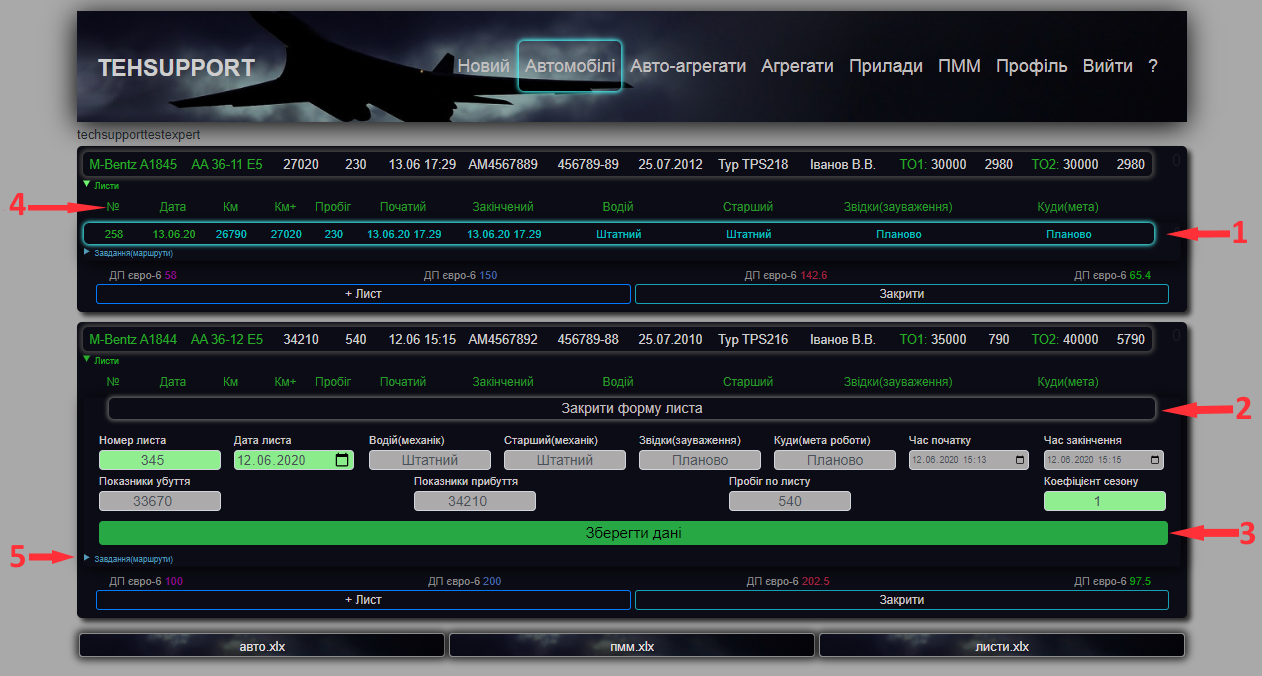 TEHSUPPORT Новий Автомобілі Авто-агрегати Агрегати Прилади ПММ Профіль Вийти ?
techsupporttestexpert
M-Bentz A1845 AA 36-11 E5 27020 230 13.06 17:29 AM4567889 456789-89 25.07.2012 Тур TPS218 Іванов В.В. ТО1: 30000 2980 ТО2: 30000 2980 0
▼ Листи
4 № Дата Км Км+ Пробіг Початий Закінчений Водій Старший Звідки(зауваження) Куди(мета)
258 13.06.20 26790 27020 230 13.06.20 17.29 13.06.20 17.29 Штатний Штатний Планово Планово 1
► Завдання(маршрути)
ДП євро-6 58 ДП євро-6 150 ДП євро-6 142.6 ДП євро-6 65.4
+ Лист Закрити
M-Bentz A1844 AA 36-12 E5 34210 540 12.06 15:15 AM4567892 456789-88 25.07.2010 Тур TPS216 Іванов В.В. ТО1: 35000 790 ТО2: 40000 5790 0
▼ Листи
№ Дата Км Км+ Пробіг Початий Закінчений Водій Старший Звідки(зауваження) Куди(мета)
Закрити форму листа 2
Номер листа Дата листа Водій(механік) Старший(механік) Звідки(зауваження) Куди(мета роботи) Час початку Час закінчення
345 12.06.2020 Штатний Штатний Планово Планово 12.06.2020 15:13 12.06.2020 15:15
Показники убуття Показники прибуття Пробіг по листу Коефіцієнт сезону
33670 34210 540 1
Зберегти дані 3
5 ► Завдання(маршрути)
ДП євро-6 100 ДП євро-6 200 ДП євро-6 202.5 ДП євро-6 97.5
+ Лист Закрити
авто.xlx пмм.xlx листи.xlx